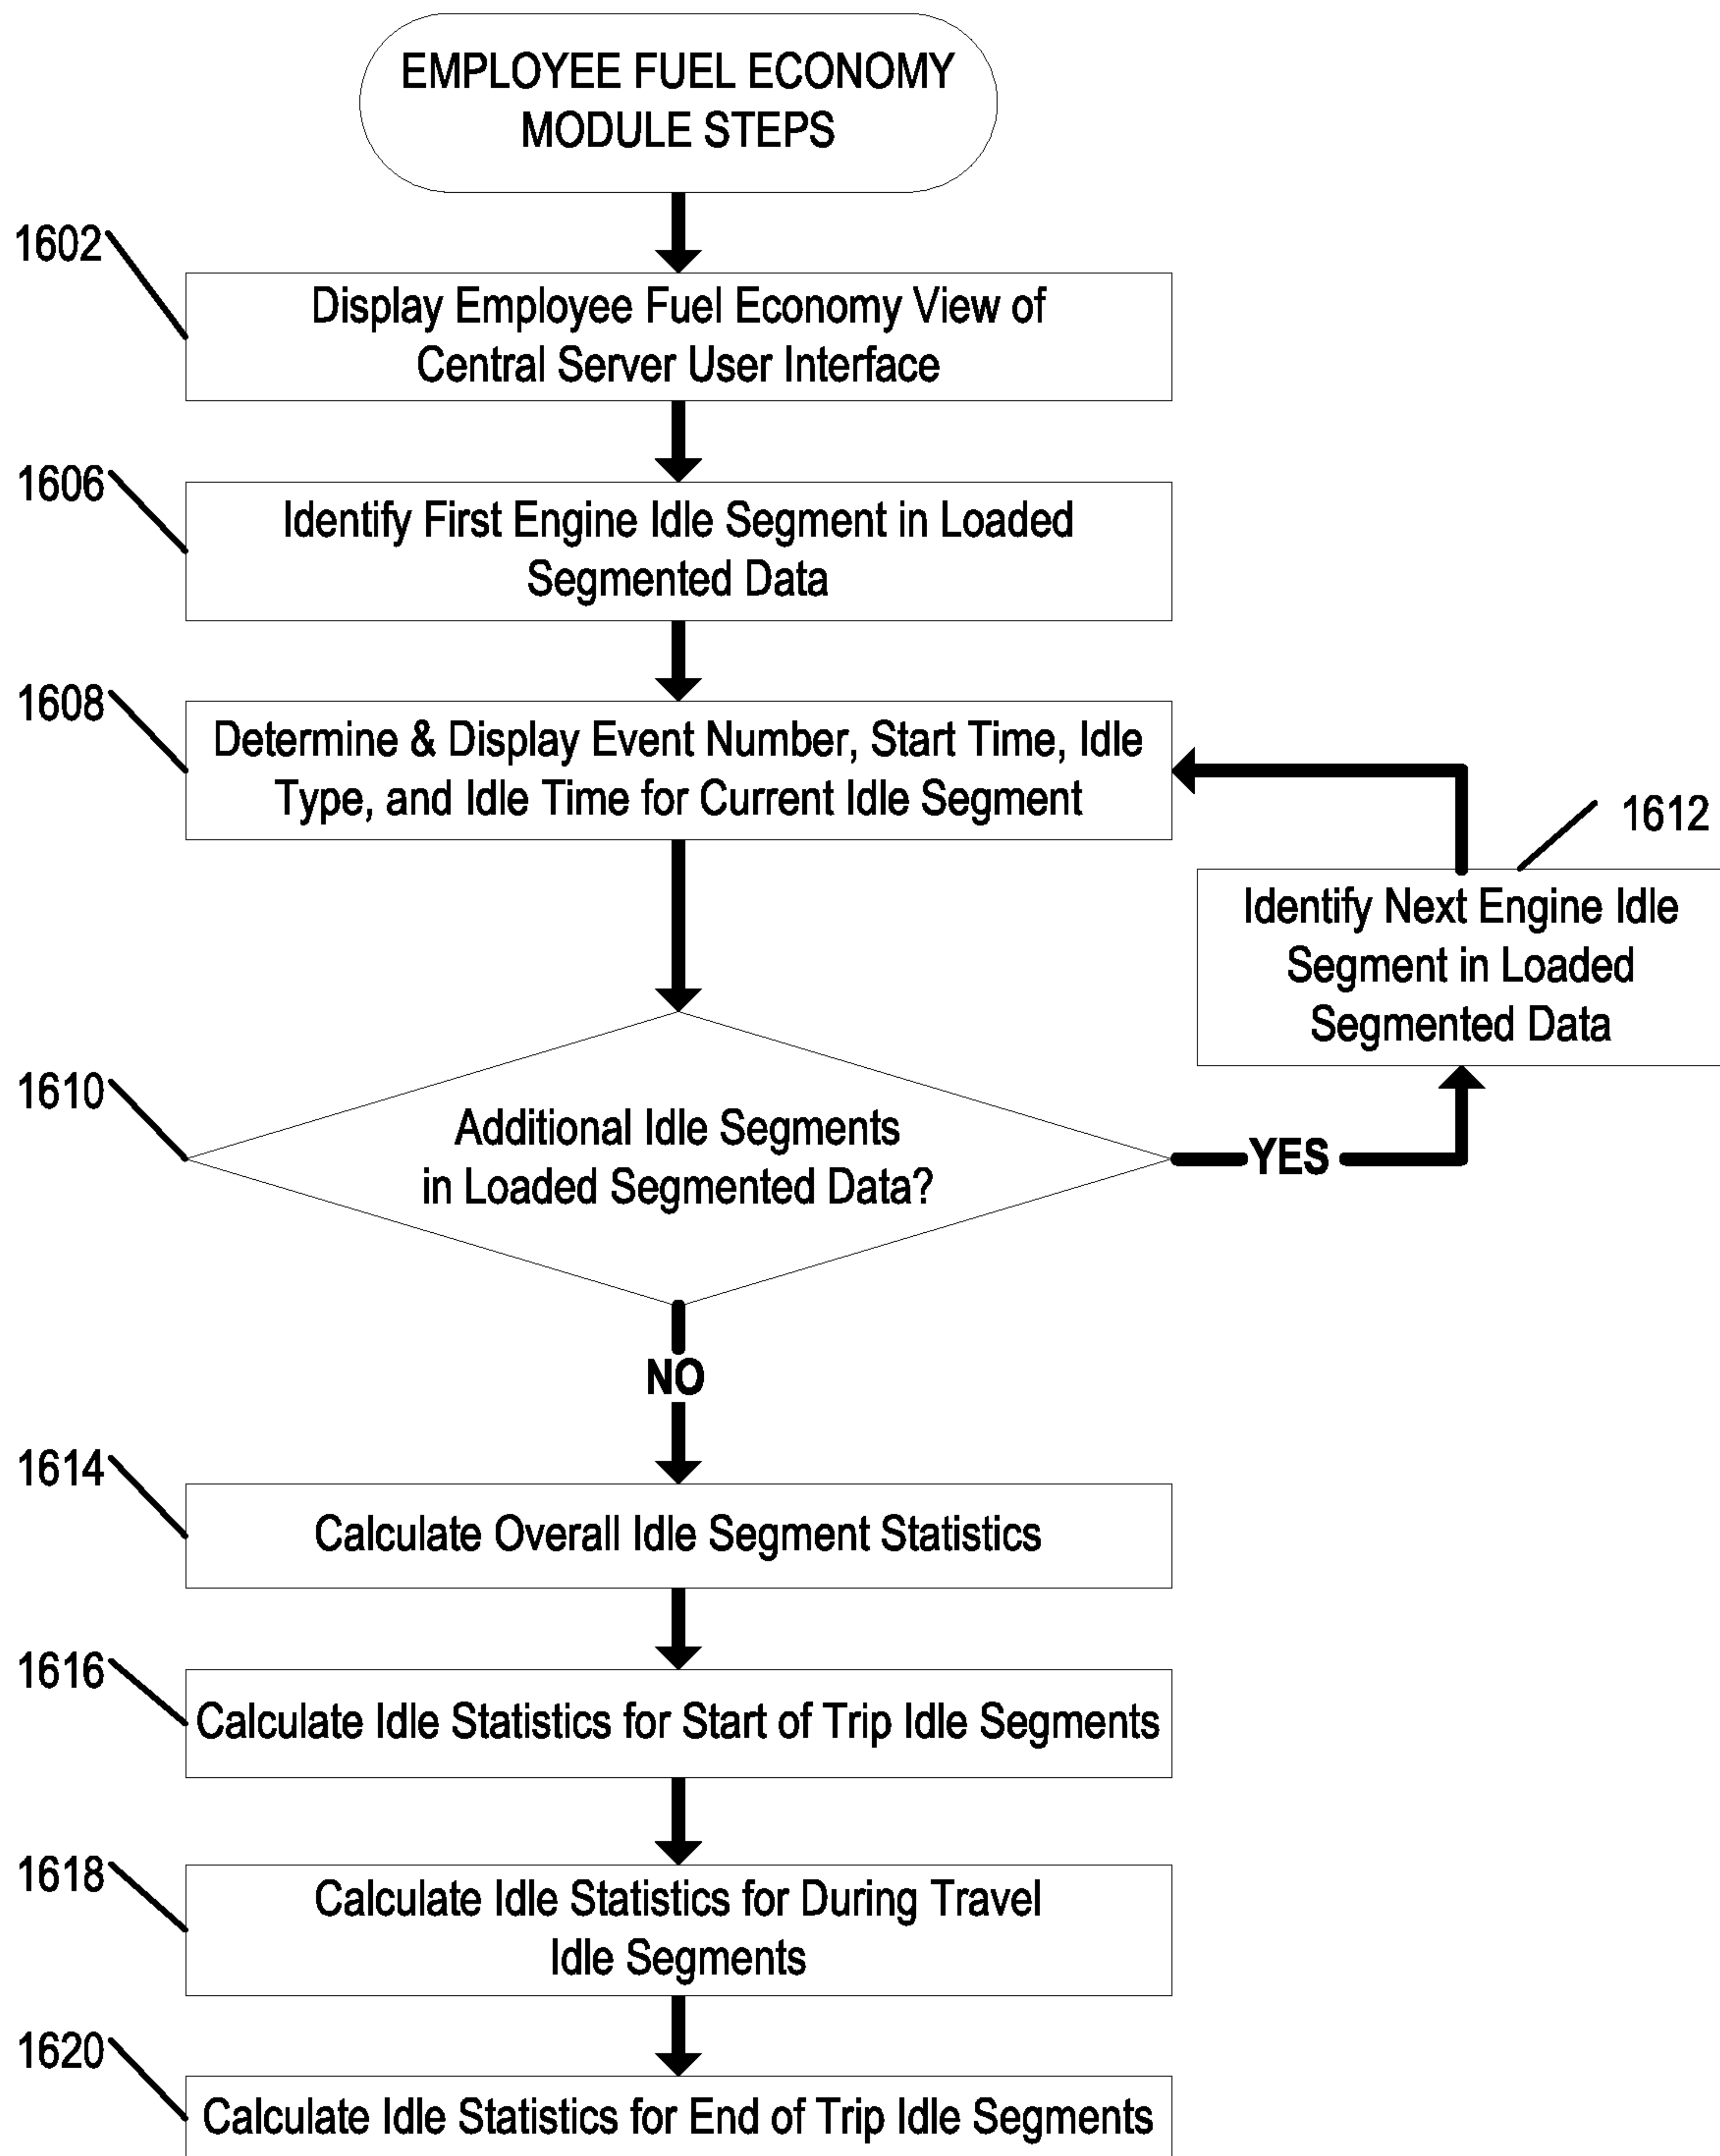 EMPLOYEE FUEL ECONOMY
MODULE STEPS
1602
Display Employee Fuel Economy View of
Central Server User Interface
1606
Identify First Engine Idle Segment in Loaded
Segmented Data
1608
Determine & Display Event Number, Start Time, Idle
Type, and Idle Time for Current Idle Segment
1612
Identify Next Engine Idle
Segment in Loaded
Segmented Data
1610
Additional Idle Segments
in Loaded Segmented Data?
YES
NO
1614
Calculate Overall Idle Segment Statistics
1616
Calculate Idle Statistics for Start of Trip Idle Segments
1618
Calculate Idle Statistics for During Travel
Idle Segments
1620
Calculate Idle Statistics for End of Trip Idle Segments